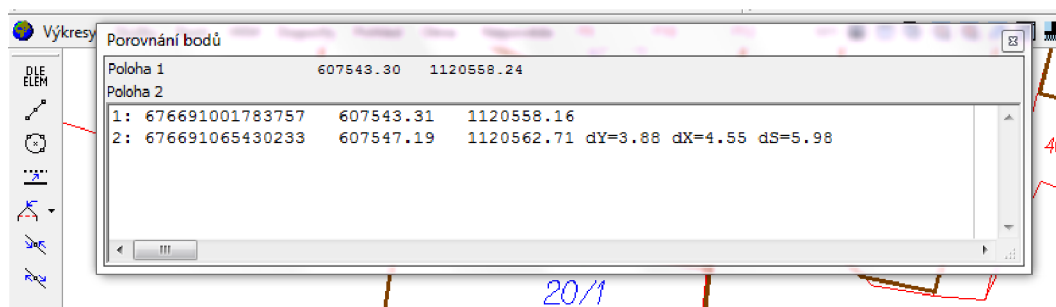 Výkresy
Porovnání bodů
DLE
ELEM
Poloha 1 607543.30 1120558.24
Poloha 2
1: 676691001783757 607543.31 1120558.16
2: 676691065430233 607547.19 1120562.71 dY=3.88 dX=4.55 dS=5.98
20/1